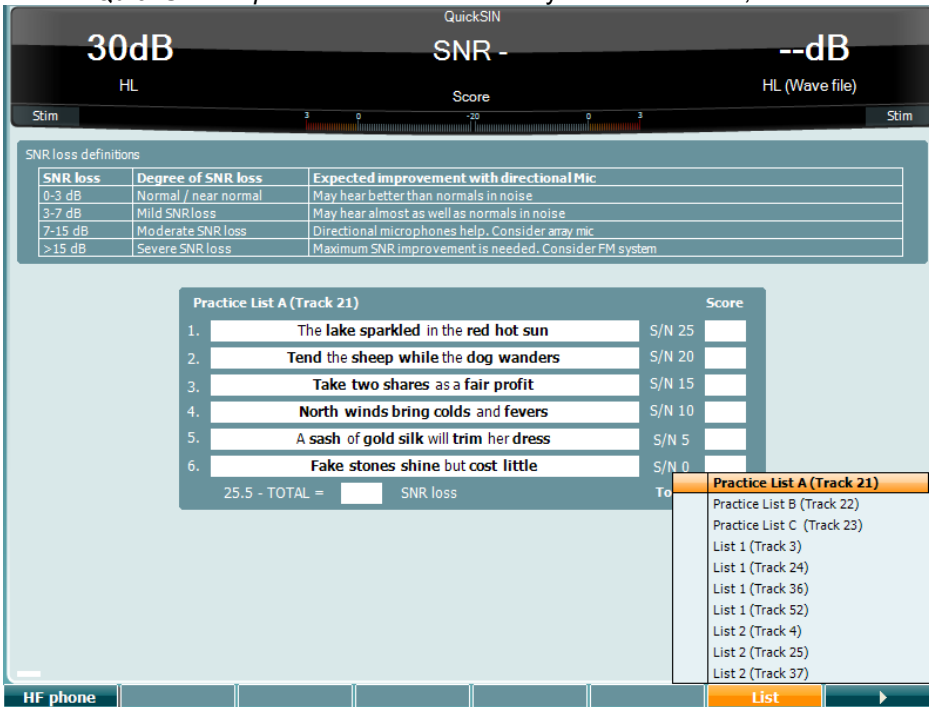 QuickSIN
30dB SNR - --dB
HL Score HL (Wave file)
Stim 3 0 -20 0 3 Stim
SNR loss definitions
SNR loss Degree of SNR loss Expected improvement with directional Mic
0-3 dB Normal / near normal May hear better than normals in noise
3-7 dB Mild SNR loss May hear almost as well as normals in noise
7-15 dB Moderate SNR loss Directional microphones help. Consider array mic
>15 dB Severe SNR loss Maximum SNR improvement is needed. Consider FM system
Practice List A (Track 21) Score
1. The lake sparkled in the red hot sun S/N 25
2. Tend the sheep while the dog wanders S/N 20
3. Take two shares as a fair profit S/N 15
4. North winds bring colds and fevers S/N 10
5. A sash of gold silk will trim her dress S/N 5
6. Fake stones shine but cost little S/N 0
25.5 - TOTAL = SNR loss To
Practice List A (Track 21)
Practice List B (Track 22)
Practice List C (Track 23)
List 1 (Track 3)
List 1 (Track 24)
List 1 (Track 36)
List 1 (Track 52)
List 2 (Track 4)
List 2 (Track 25)
List 2 (Track 37)
HF phone List